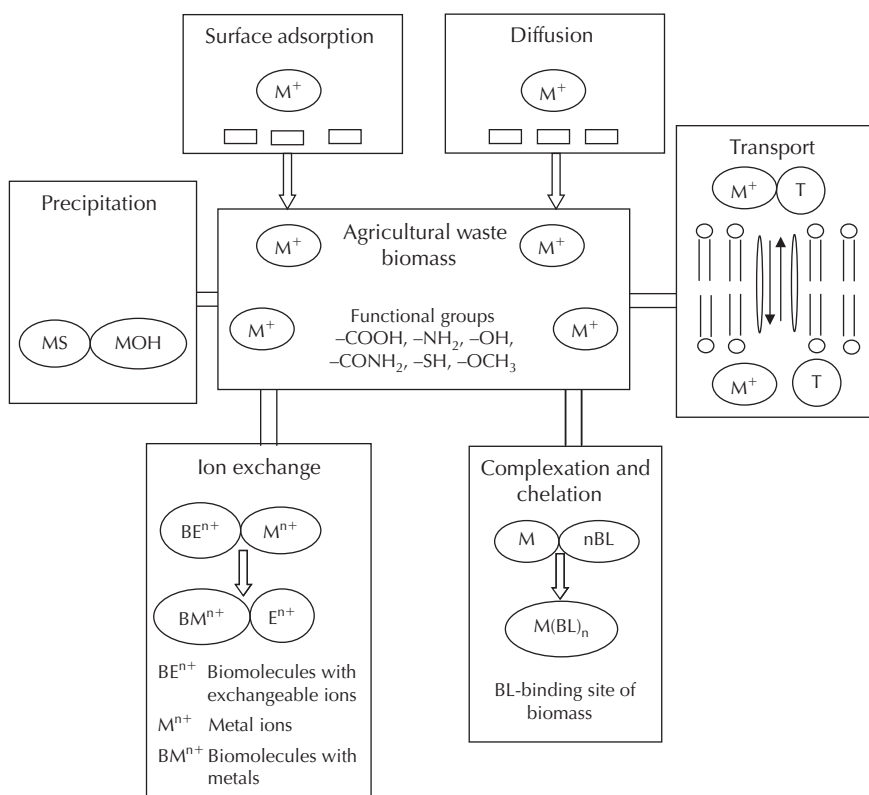 Surface adsorption
M⁺
Diffusion
M⁺
Transport
M⁺
T
M⁺
T
Precipitation
MS
MOH
Agricultural waste
biomass
M⁺
M⁺
M⁺
M⁺
Functional groups
–COOH, –NH₂, –OH,
–CONH₂, –SH, –OCH₃
Ion exchange
BEⁿ⁺
Mⁿ⁺
BMⁿ⁺
Eⁿ⁺
BEⁿ⁺ Biomolecules with
exchangeable ions
Mⁿ⁺ Metal ions
BMⁿ⁺ Biomolecules with
metals
Complexation and
chelation
M
nBL
M(BL)ₙ
BL-binding site of
biomass